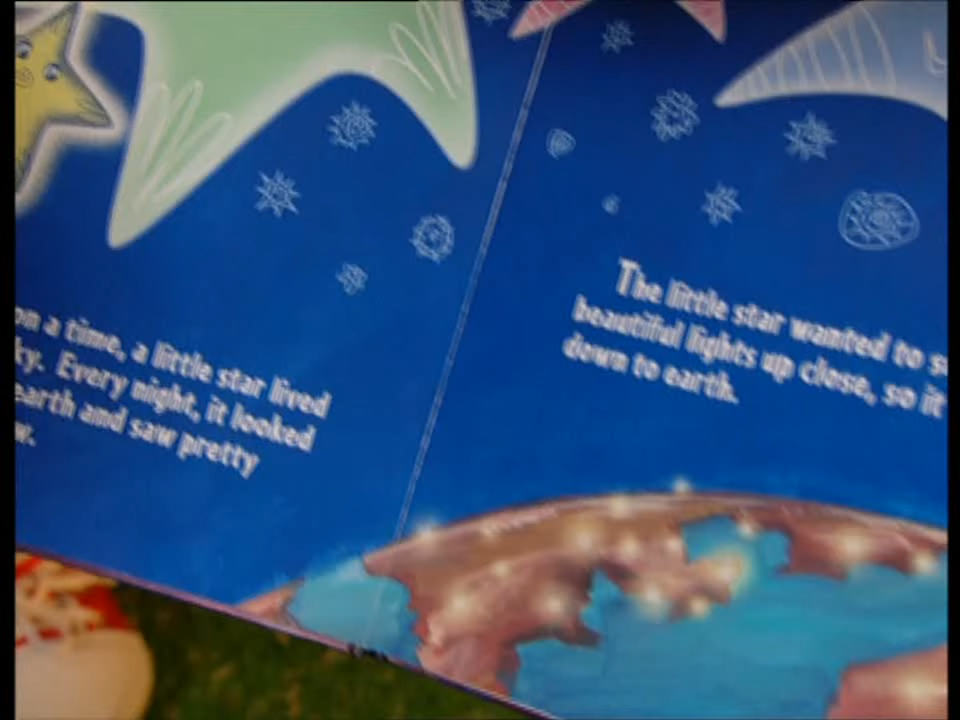 on a time, a little star lived
ky. Every night, it looked
earth and saw pretty
w.
The little star wanted to s
beautiful lights up close, so it
down to earth.